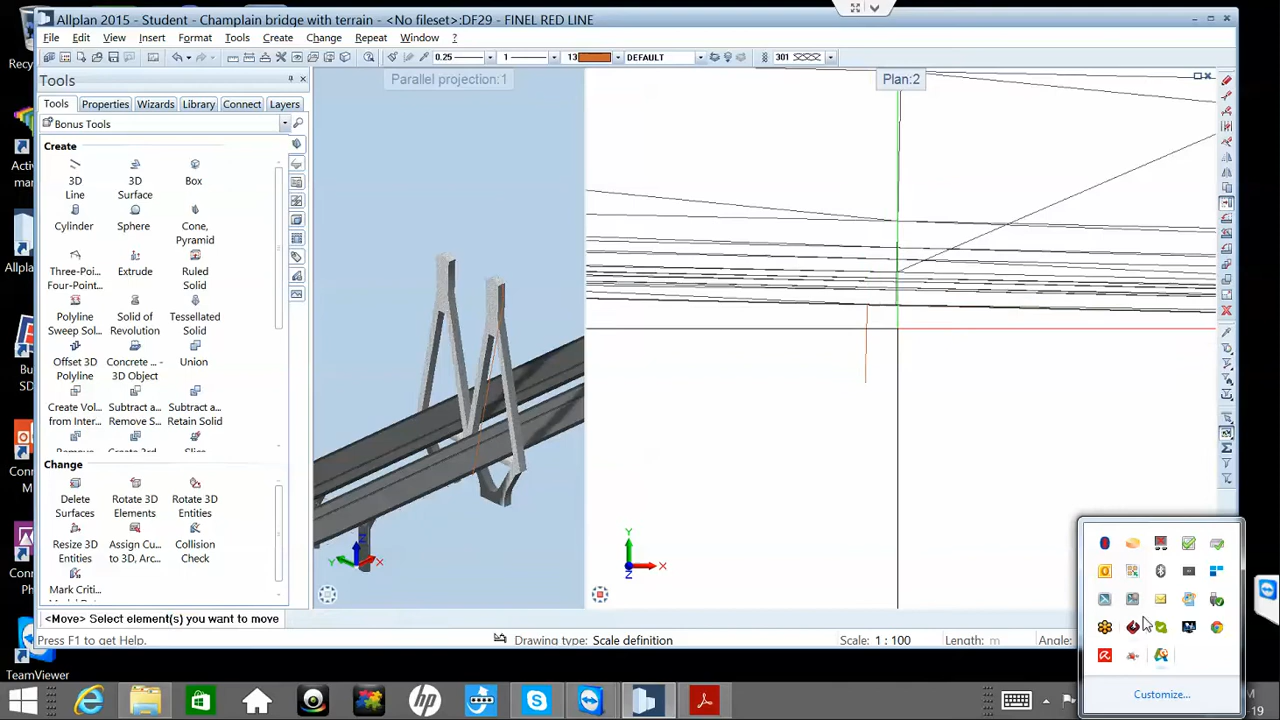 Allplan 2015 - Student - Champlain bridge with terrain - <No fileset>:DF29 - FINEL RED LINE
File Edit View Insert Format Tools Create Change Repeat Window ?
0.25 1 13 DEFAULT 301
Tools
Parallel projection:1
Plan:2
Tools Properties Wizards Library Connect Layers
Bonus Tools
Create
3D Line
3D Surface
Box
Cylinder
Sphere
Cone, Pyramid
Three-Poi... Four-Point...
Extrude
Ruled Solid
Polyline Sweep Sol...
Solid of Revolution
Tessellated Solid
Offset 3D Polyline
Concrete ... - 3D Object
Union
Create Vol... from Inter...
Subtract a... Remove S...
Subtract a... Retain Solid
Change
Delete Surfaces
Rotate 3D Elements
Rotate 3D Entities
Resize 3D Entities
Assign Cu... to 3D, Arc...
Collision Check
Mark Criti...
Y Z X
Y Z X
<Move> Select element(s) you want to move
Press F1 to get Help.
Drawing type: Scale definition
Scale: 1 : 100
Length: m
Angle:
Customize...
TeamViewer
hp